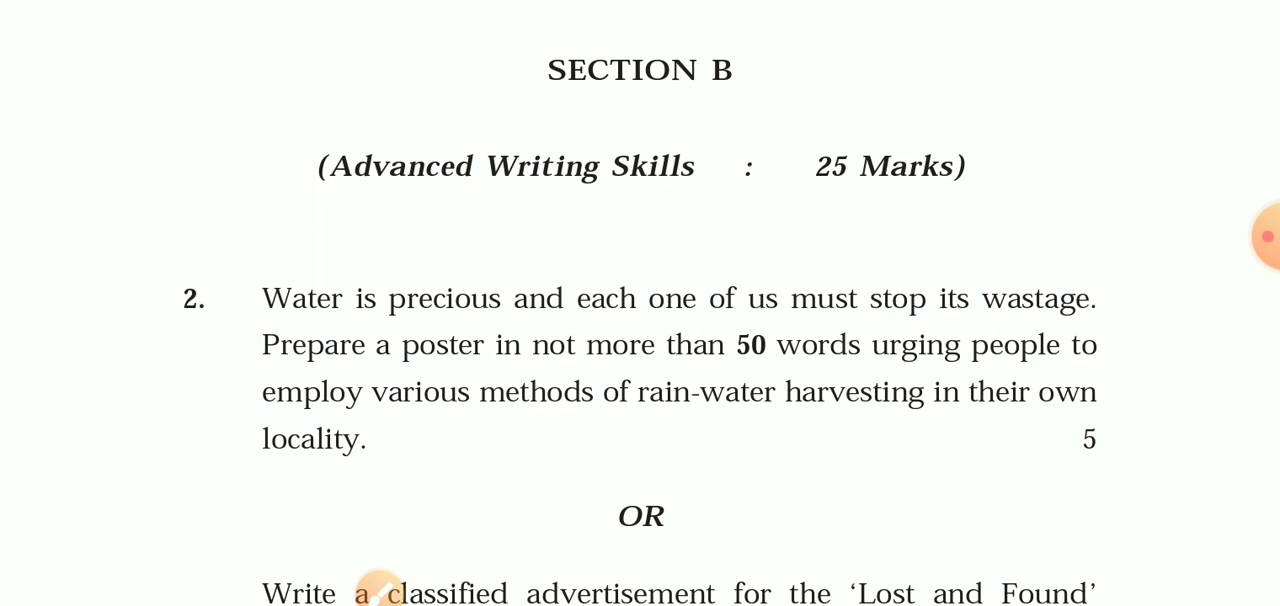 SECTION B
(Advanced Writing Skills : 25 Marks)
2. Water is precious and each one of us must stop its wastage.
Prepare a poster in not more than 50 words urging people to
employ various methods of rain-water harvesting in their own
locality. 5
OR
Write a classified advertisement for the ‘Lost and Found’